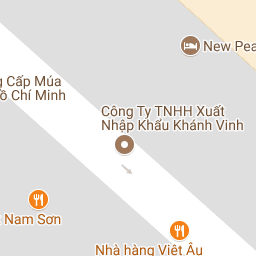 New Pea
g Cấp Múa
ồ Chí Minh
Công Ty TNHH Xuất
Nhập Khẩu Khánh Vinh
Nam Sơn
Nhà hàng Việt Âu